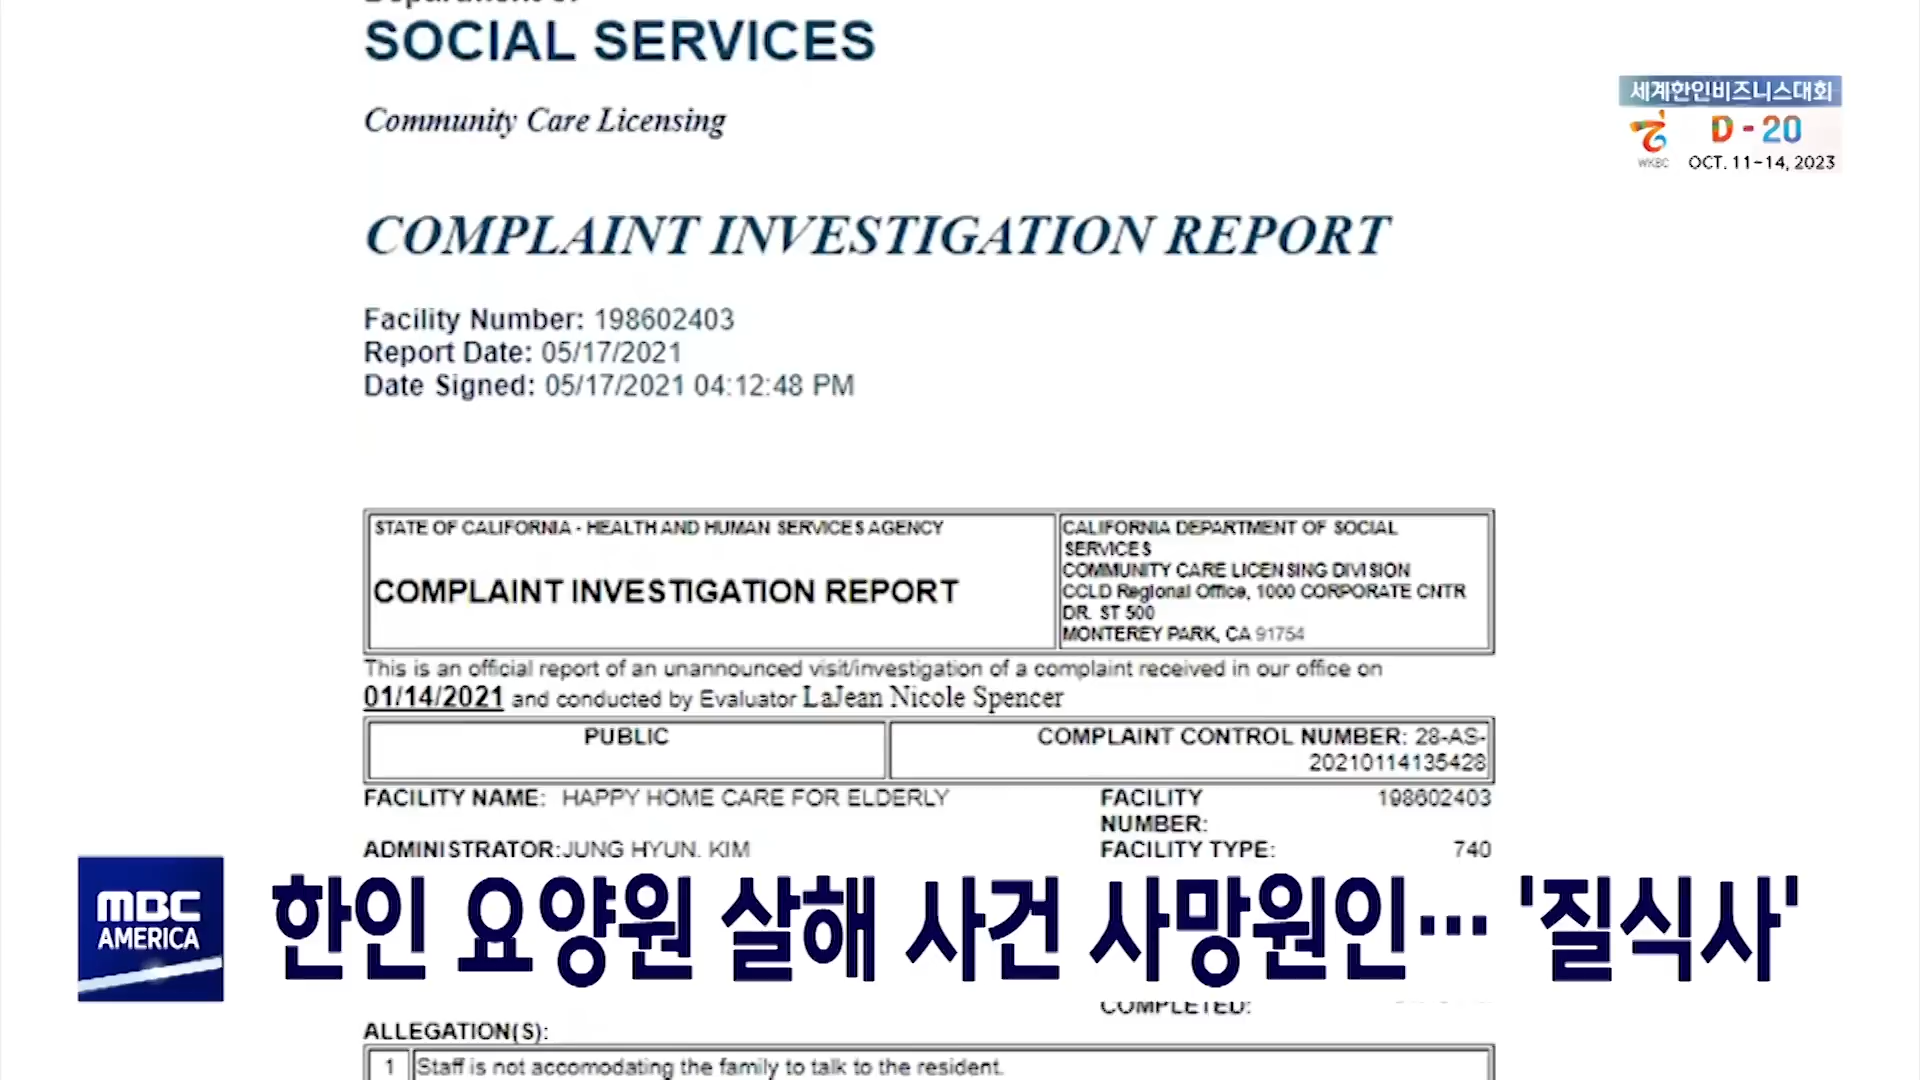 SOCIAL SERVICES
Community Care Licensing
세계한인비즈니스대회
D-20
WKBC
OCT. 11-14, 2023
COMPLAINT INVESTIGATION REPORT
Facility Number: 198602403
Report Date: 05/17/2021
Date Signed: 05/17/2021 04:12:48 PM
STATE OF CALIFORNIA - HEALTH AND HUMAN SERVICES AGENCY
COMPLAINT INVESTIGATION REPORT
CALIFORNIA DEPARTMENT OF SOCIAL
SERVICES
COMMUNITY CARE LICENSING DIVISION
CCLD Regional Office, 1000 CORPORATE CNTR
DR. ST 500
MONTEREY PARK, CA 91754
This is an official report of an unannounced visit/investigation of a complaint received in our office on
01/14/2021 and conducted by Evaluator LaJean Nicole Spencer
PUBLIC
COMPLAINT CONTROL NUMBER: 28-AS-
20210114135428
FACILITY NAME: HAPPY HOME CARE FOR ELDERLY
FACILITY
NUMBER:
198602403
ADMINISTRATOR:JUNG HYUN. KIM
FACILITY TYPE:
740
MBC
AMERICA
한인 요양원 살해 사건 사망원인… '질식사'
COMPLETED:
ALLEGATION(S):
1
Staff is not accomodating the family to talk to the resident.